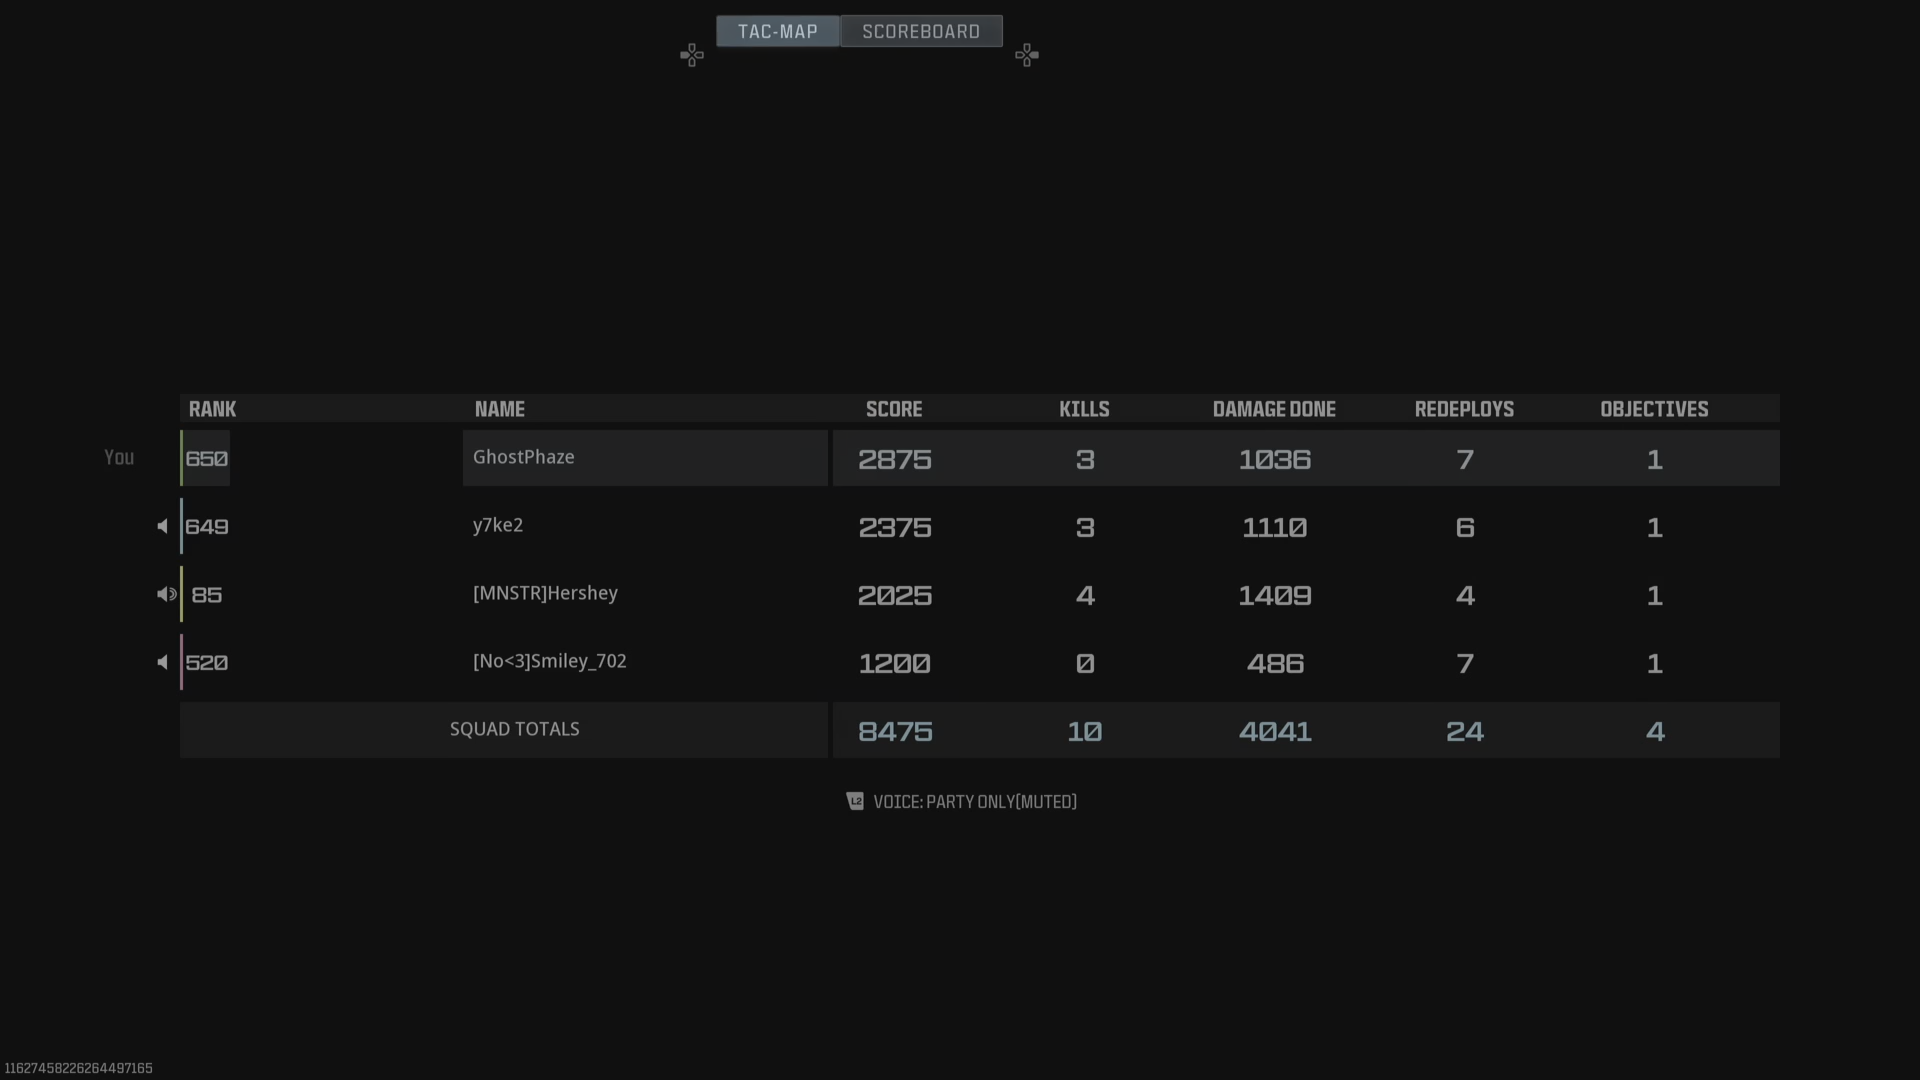 TAC-MAP SCOREBOARD
RANK NAME SCORE KILLS DAMAGE DONE REDEPLOYS OBJECTIVES
You 650 GhostPhaze 2875 3 1036 7 1
649 y7ke2 2375 3 1110 6 1
85 [MNSTR]Hershey 2025 4 1409 4 1
520 [No<3]Smiley_702 1200 0 486 7 1
SQUAD TOTALS 8475 10 4041 24 4
L2 VOICE: PARTY ONLY(MUTED)
11627458226264497165